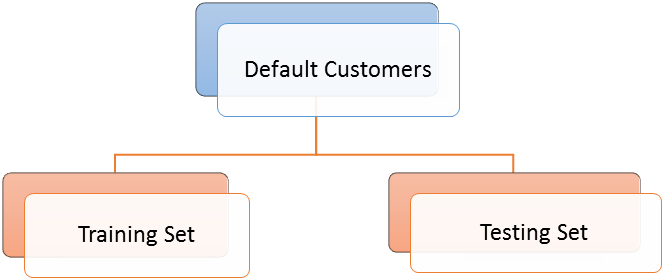 Default Customers
Training Set
Testing Set